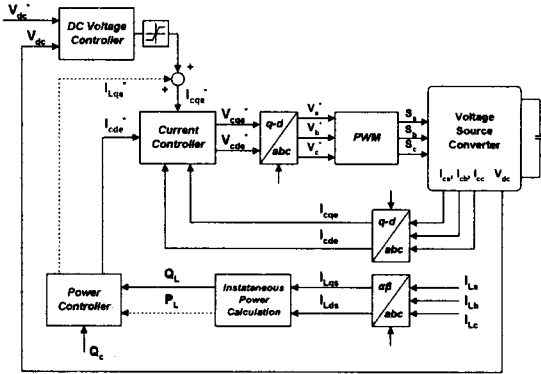 V_dc*
DC Voltage Controller
V_dc
+
+
I_Lqe*
I_cqe*
I_cde*
Current Controller
V_cqe*
V_cde*
q-d
abc
V_a*
V_b*
V_c*
PWM
S_a
S_b
S_c
Voltage Source Converter
I_ca, I_cb, I_cc V_dc
I_cqe
I_cde
q-d
abc
Power Controller
Q_L
P_L
Instataneous Power Calculation
I_Lqs
I_Lds
αβ
abc
I_La
I_Lb
I_Lc
Q_c